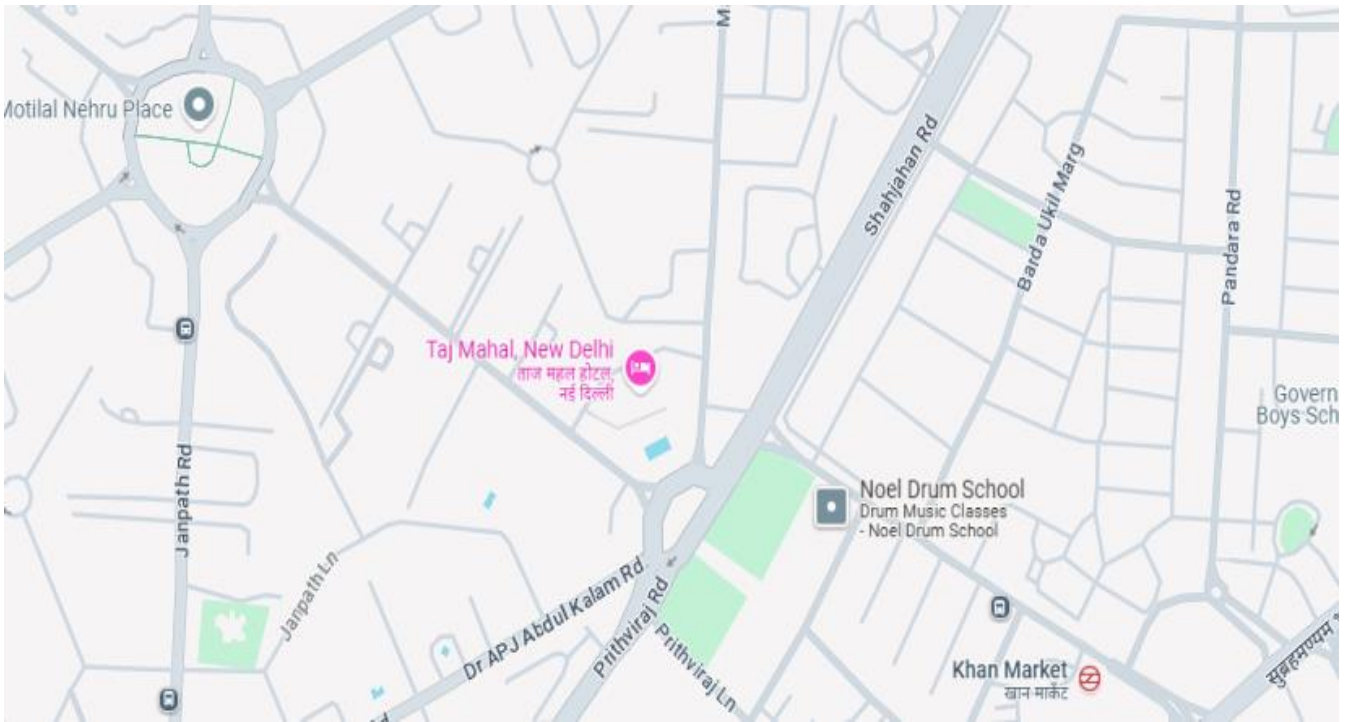 Motilal Nehru Place
Shahjahan Rd
Barda Ukil Marg
Pandara Rd
Taj Mahal, New Delhi
ताज महल होटल,
नई दिल्ली
Govern
Boys Sch
Janpath Rd
Noel Drum School
Drum Music Classes
- Noel Drum School
Janpath Ln
Dr APJ Abdul Kalam Rd
Prithviraj Rd
Prithviraj Ln
Khan Market
खान मार्केट
सुब्रहमण्यम